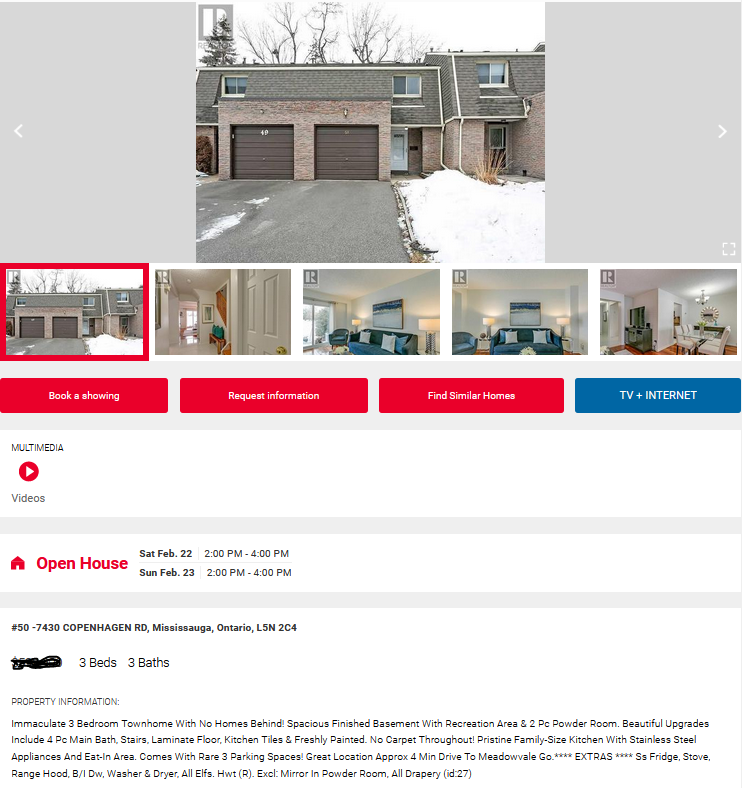 49
Book a showing
Request information
Find Similar Homes
TV + INTERNET
MULTIMEDIA
Videos
Open House
Sat Feb. 22 2:00 PM - 4:00 PM
Sun Feb. 23 2:00 PM - 4:00 PM
#50 -7430 COPENHAGEN RD, Mississauga, Ontario, L5N 2C4
3 Beds 3 Baths
PROPERTY INFORMATION:
Immaculate 3 Bedroom Townhome With No Homes Behind! Spacious Finished Basement With Recreation Area & 2 Pc Powder Room. Beautiful Upgrades
Include 4 Pc Main Bath, Stairs, Laminate Floor, Kitchen Tiles & Freshly Painted. No Carpet Throughout! Pristine Family-Size Kitchen With Stainless Steel
Appliances And Eat-In Area. Comes With Rare 3 Parking Spaces! Great Location Approx 4 Min Drive To Meadowvale Go.**** EXTRAS **** Ss Fridge, Stove,
Range Hood, B/I Dw, Washer & Dryer, All Elfs. Hwt (R). Excl: Mirror In Powder Room, All Drapery (id:27)